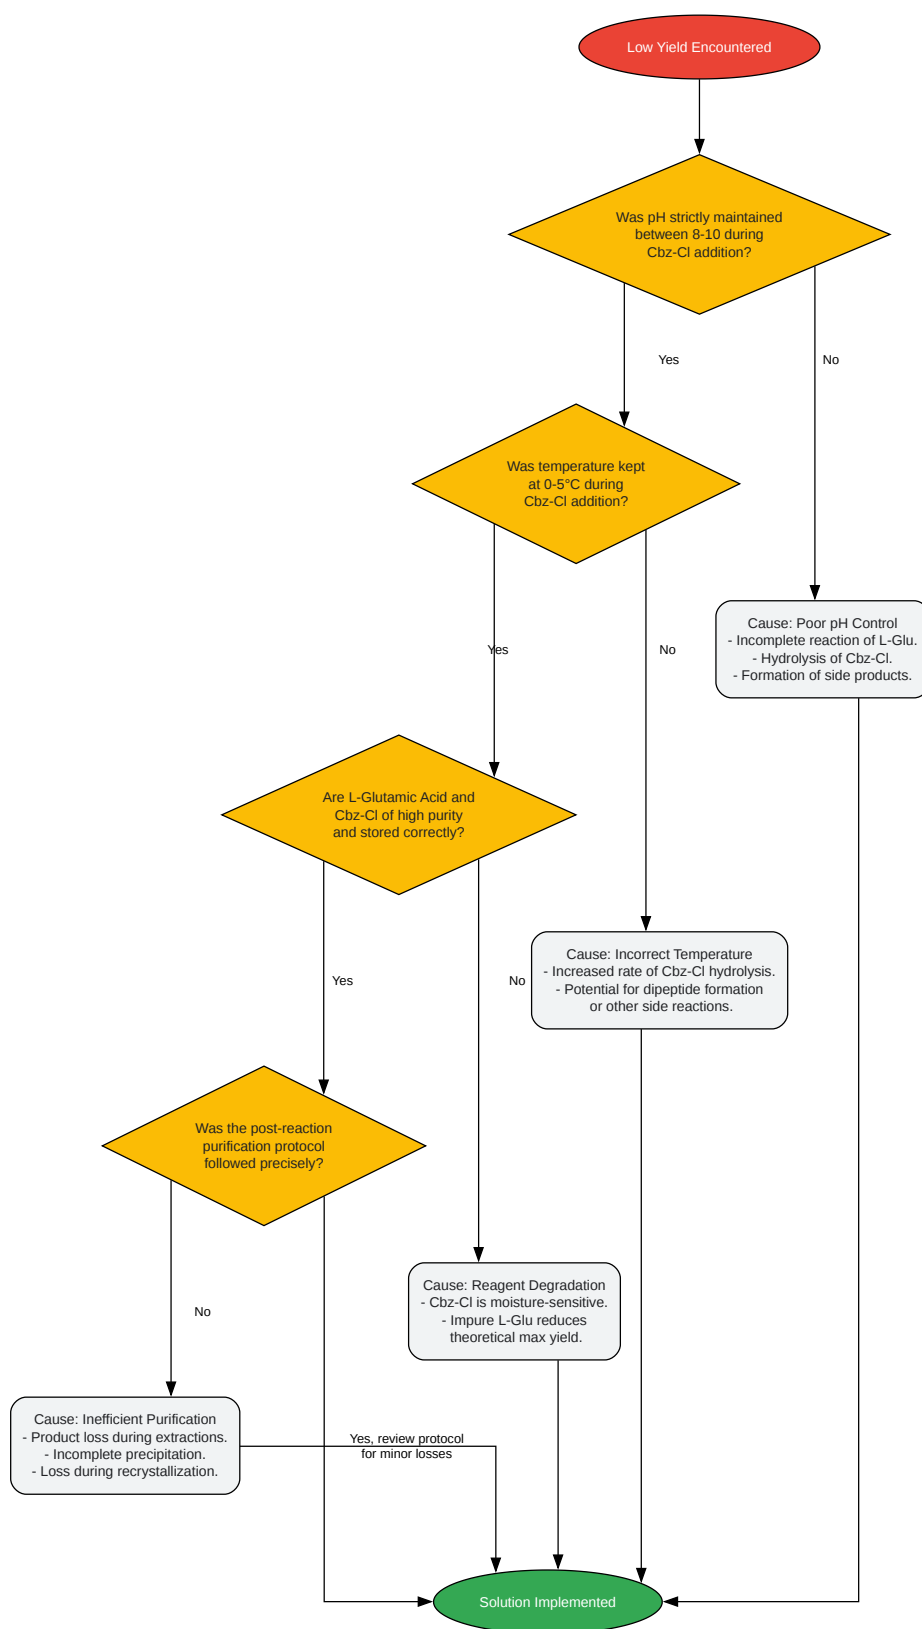 Low Yield Encountered
Was pH strictly maintained
between 8-10 during
Cbz-Cl addition?
Yes
No
Was temperature kept
at 0-5°C during
Cbz-Cl addition?
Cause: Poor pH Control
- Incomplete reaction of L-Glu.
- Hydrolysis of Cbz-Cl.
- Formation of side products.
Yes
No
Are L-Glutamic Acid and
Cbz-Cl of high purity
and stored correctly?
Cause: Incorrect Temperature
- Increased rate of Cbz-Cl hydrolysis.
- Potential for dipeptide formation
or other side reactions.
Yes
No
Was the post-reaction
purification protocol
followed precisely?
Cause: Reagent Degradation
- Cbz-Cl is moisture-sensitive.
- Impure L-Glu reduces
theoretical max yield.
No
Cause: Inefficient Purification
- Product loss during extractions.
- Incomplete precipitation.
- Loss during recrystallization.
Yes, review protocol
for minor losses
Solution Implemented